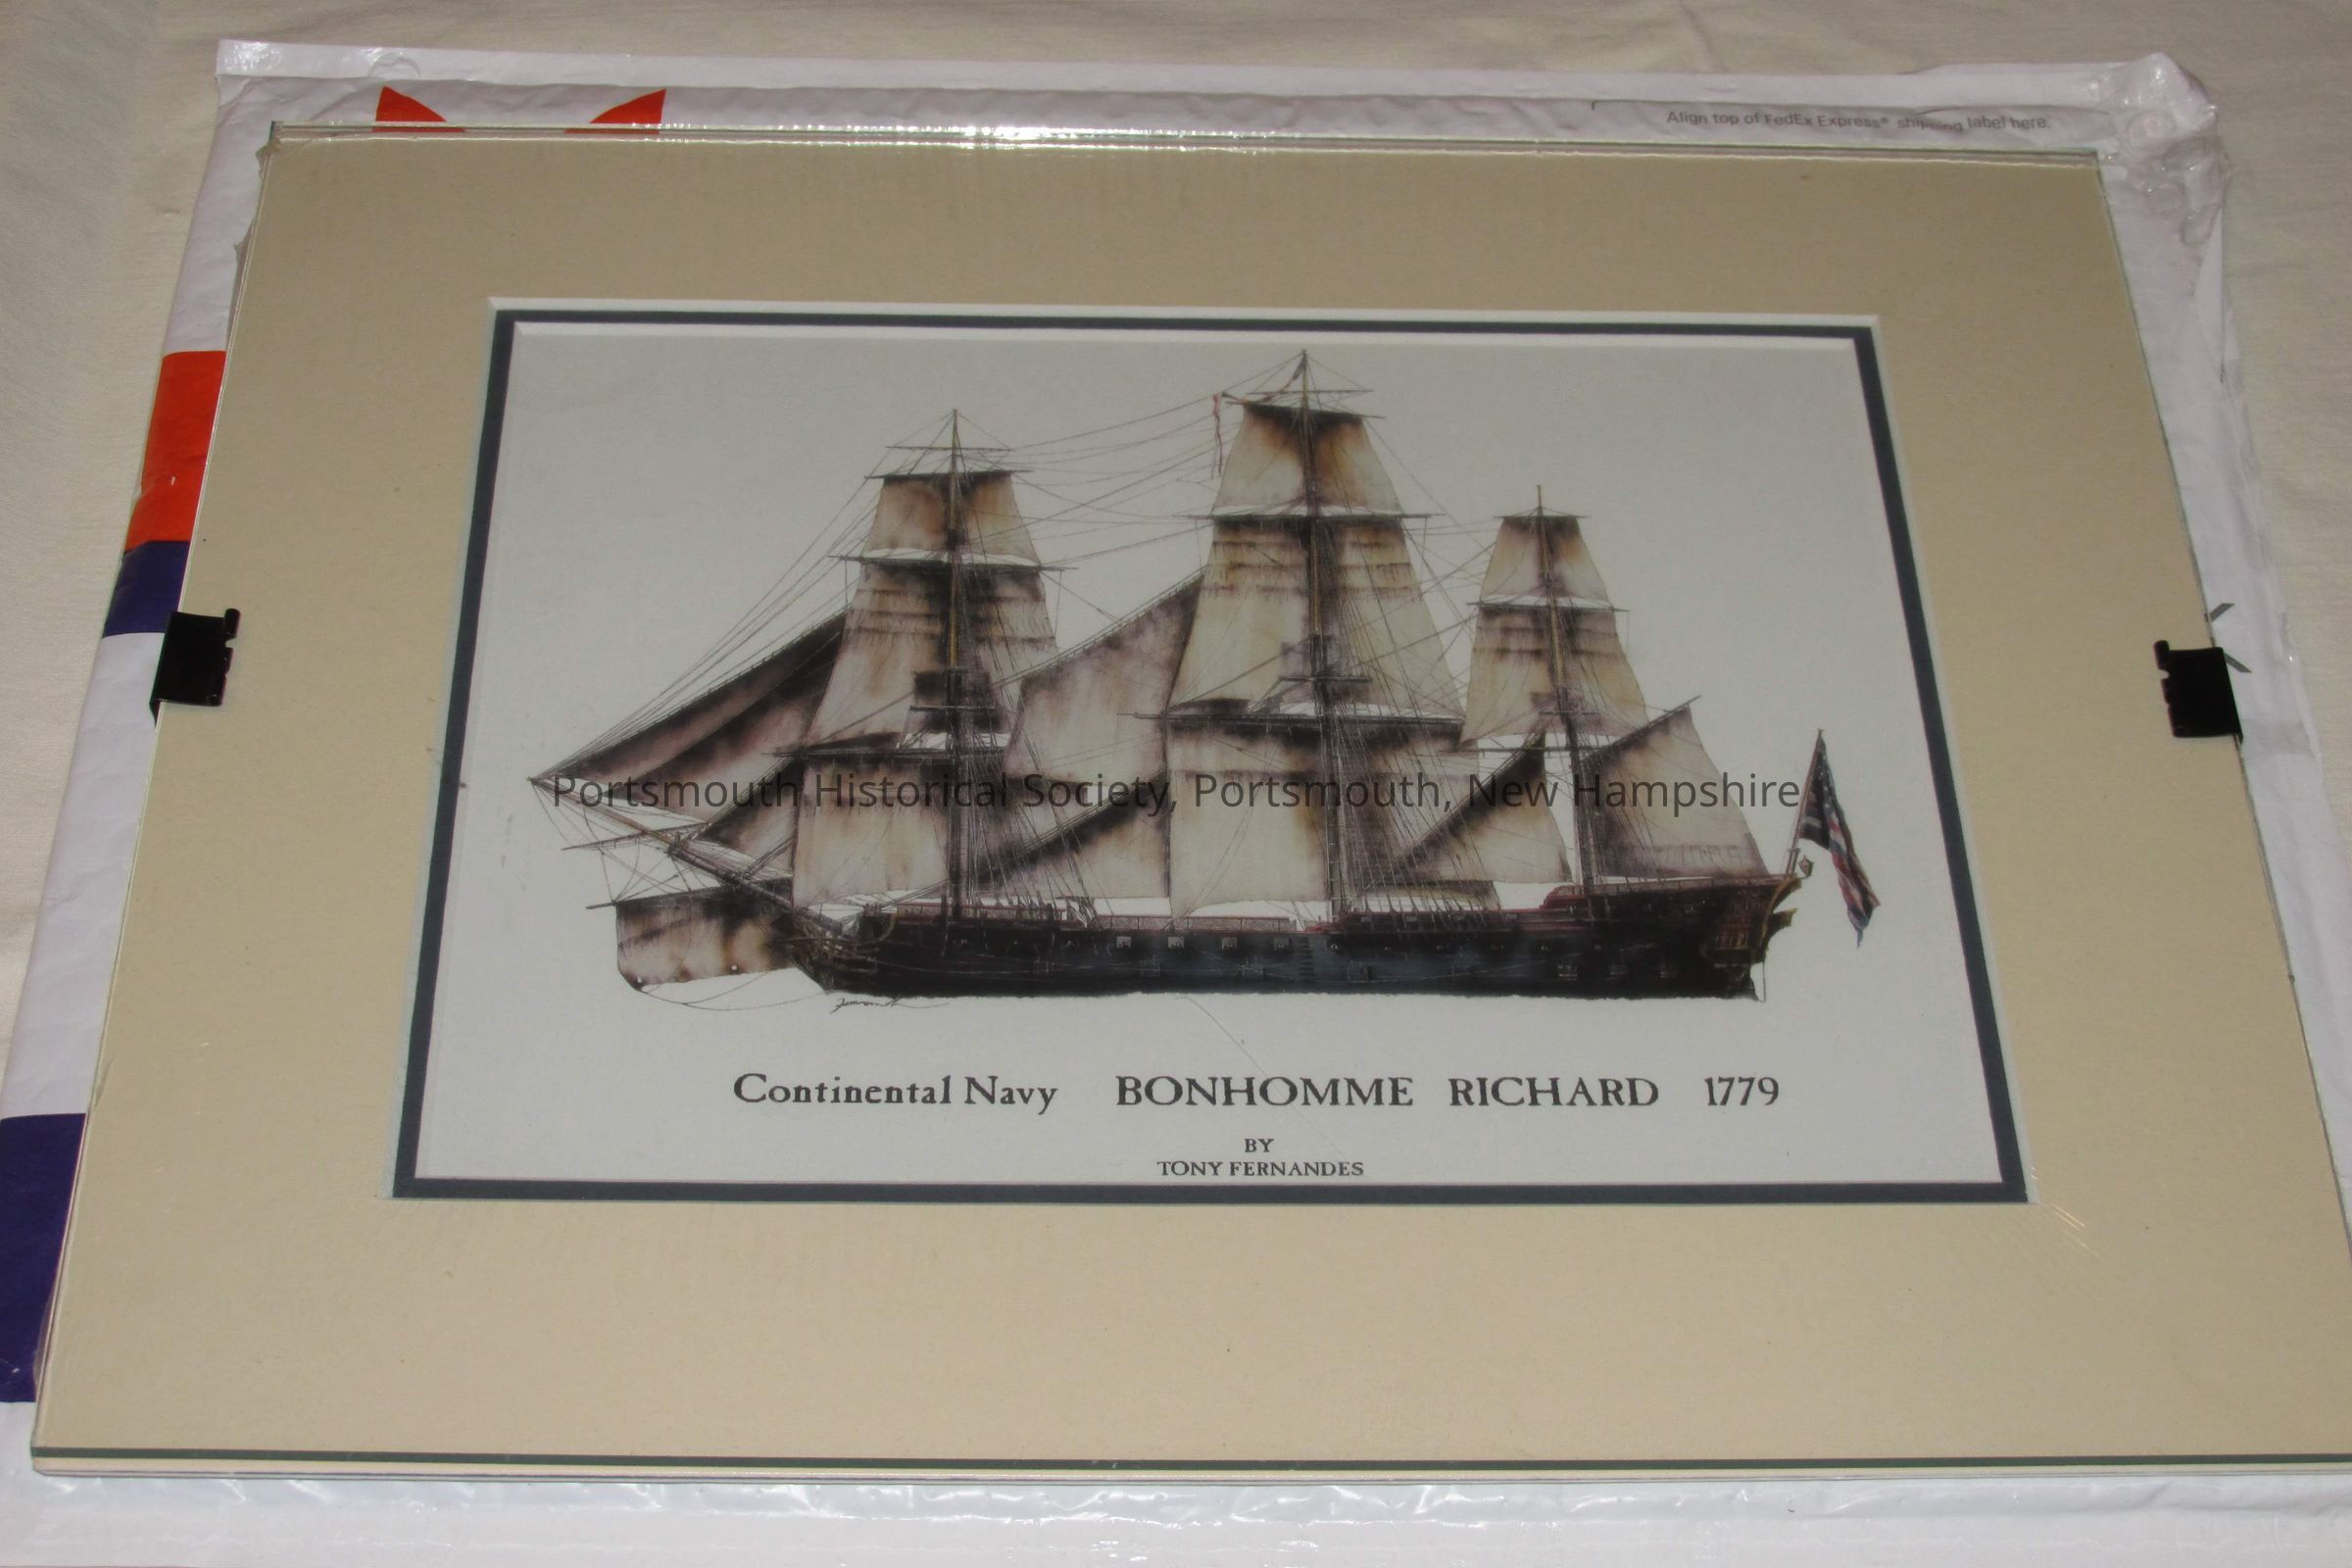 Align top of FedEx Express® shipping label here.
Portsmouth Historical Society, Portsmouth, New Hampshire
Continental Navy BONHOMME RICHARD 1779
BY
TONY FERNANDES